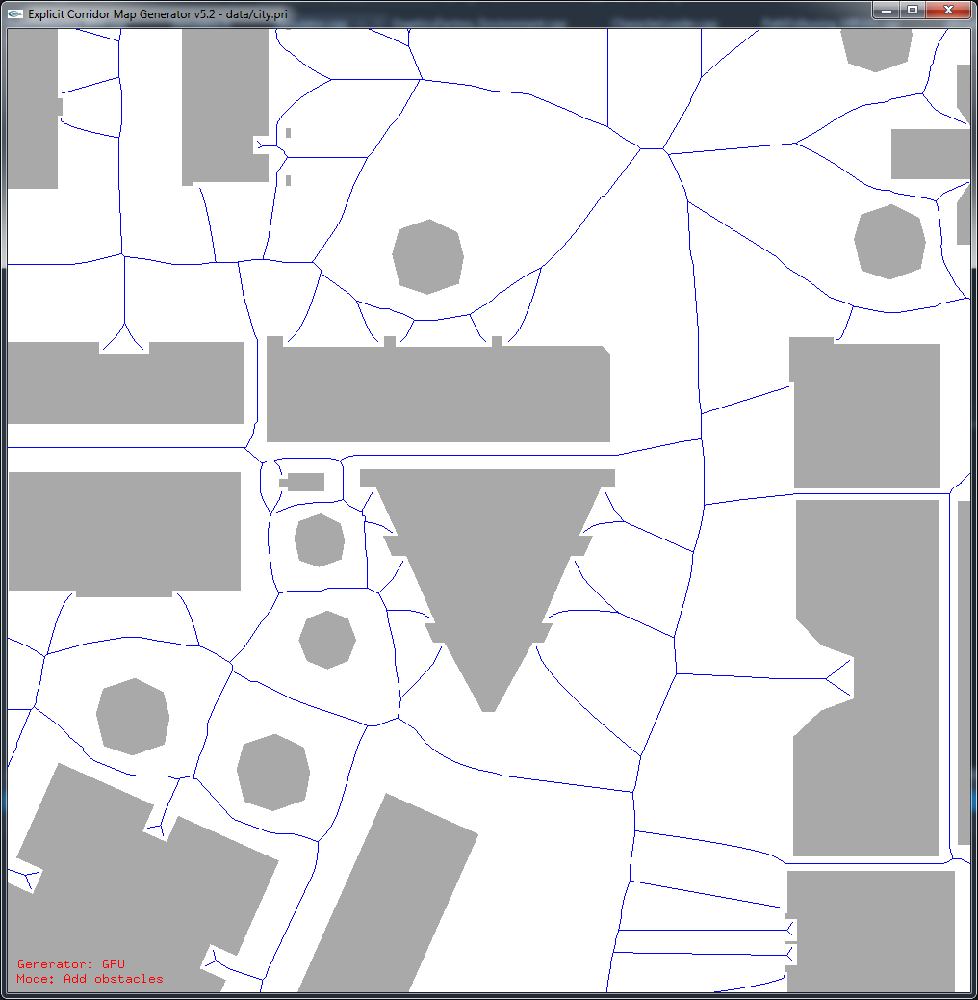 Explicit Corridor Map Generator v5.2 - data/city.pri
Generator: GPU
Mode: Add obstacles